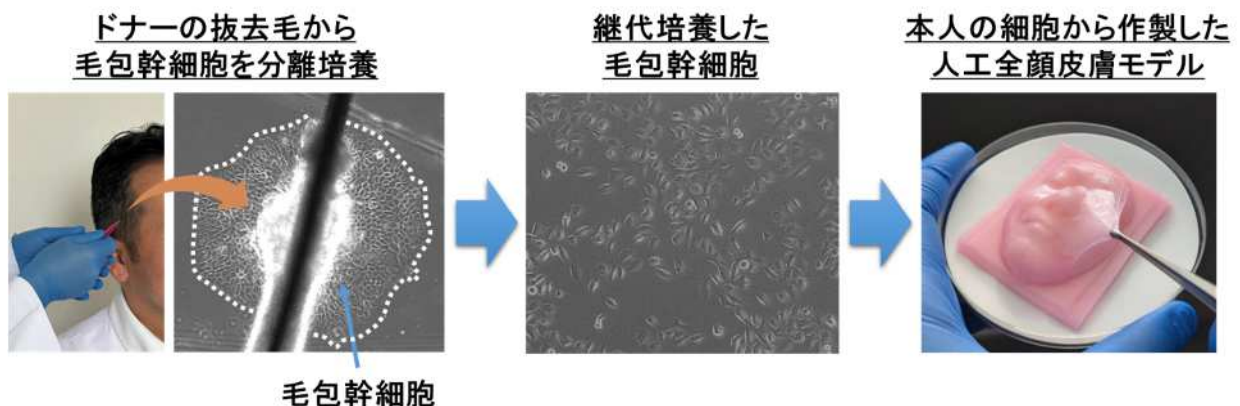 ドナーの抜去毛から
毛包幹細胞を分離培養
継代培養した
毛包幹細胞
本人の細胞から作製した
人工全顔皮膚モデル
毛包幹細胞